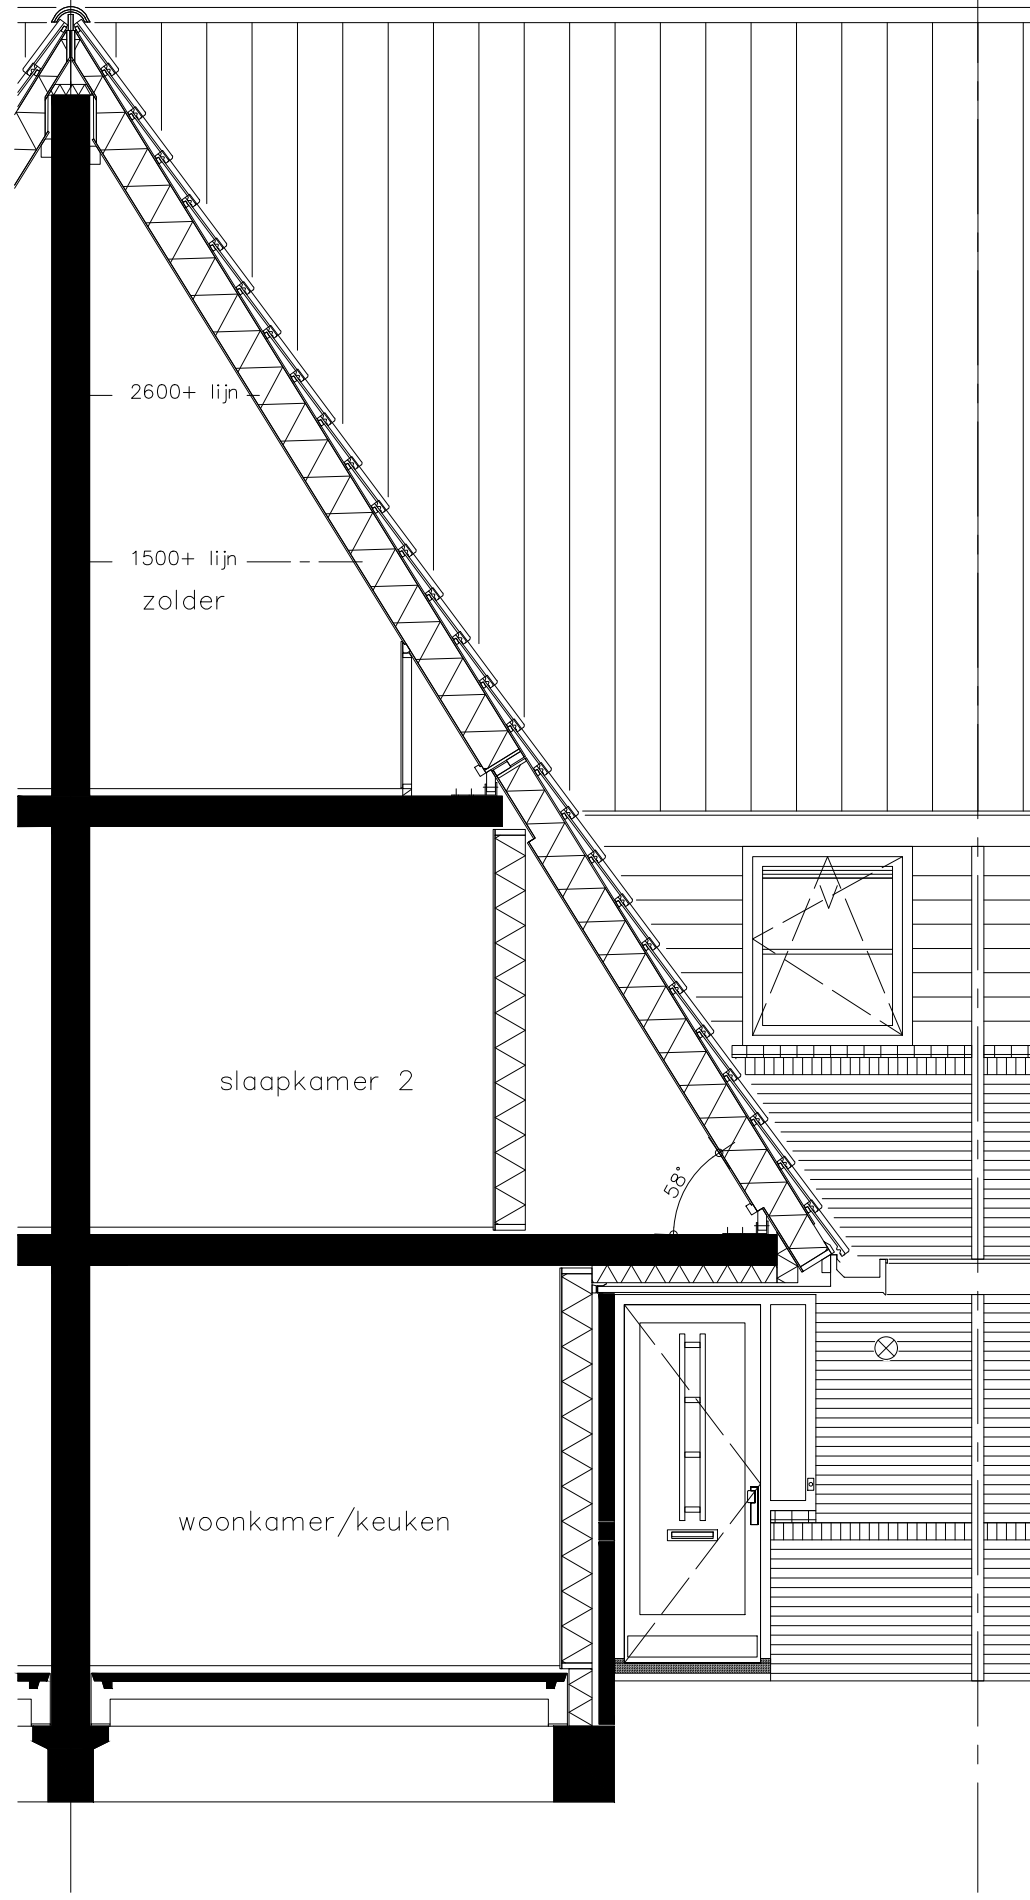 2600+ lijn
1500+ lijn
zolder
slaapkamer 2
58°
woonkamer/keuken